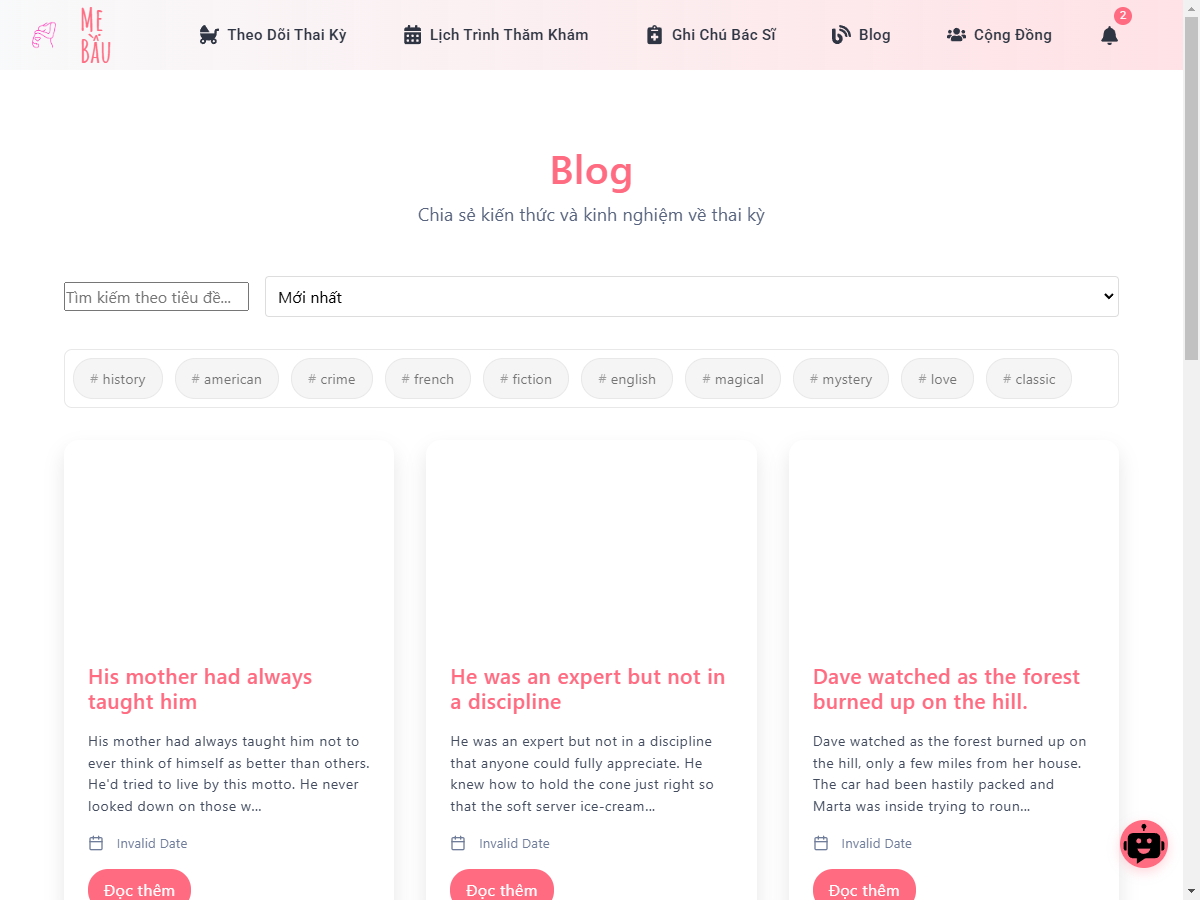 Mẹ
Bầu
Theo Dõi Thai Kỳ
Lịch Trình Thăm Khám
Ghi Chú Bác Sĩ
Blog
Cộng Đồng
2
Blog
Chia sẻ kiến thức và kinh nghiệm về thai kỳ
Tìm kiếm theo tiêu đề...
Mới nhất
# history
# american
# crime
# french
# fiction
# english
# magical
# mystery
# love
# classic
His mother had always
taught him
His mother had always taught him not to
ever think of himself as better than others.
He'd tried to live by this motto. He never
looked down on those w...
Invalid Date
Đọc thêm
He was an expert but not in
a discipline
He was an expert but not in a discipline
that anyone could fully appreciate. He
knew how to hold the cone just right so
that the soft server ice-cream...
Invalid Date
Đọc thêm
Dave watched as the forest
burned up on the hill.
Dave watched as the forest burned up on
the hill, only a few miles from her house.
The car had been hastily packed and
Marta was inside trying to roun...
Invalid Date
Đọc thêm